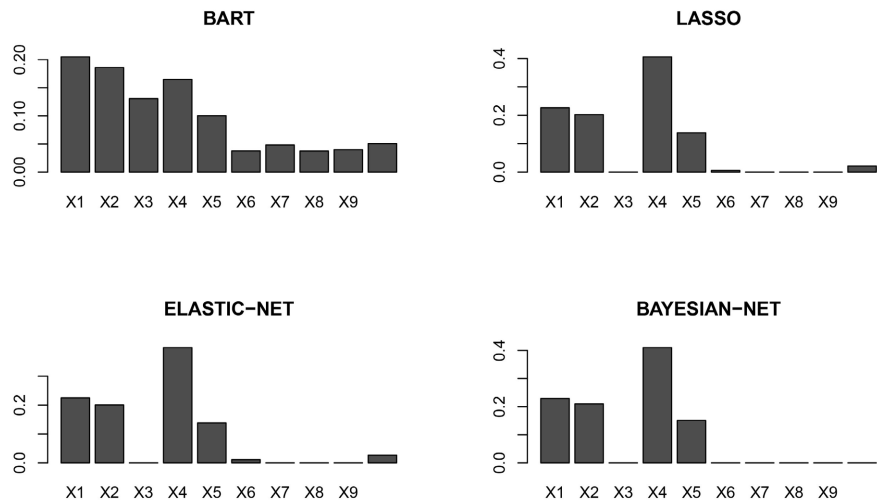 BART
0.20
0.10
0.00
X1 X2 X3 X4 X5 X6 X7 X8 X9
LASSO
0.4
0.2
0.0
X1 X2 X3 X4 X5 X6 X7 X8 X9
ELASTIC−NET
0.2
0.0
X1 X2 X3 X4 X5 X6 X7 X8 X9
BAYESIAN−NET
0.4
0.2
0.0
X1 X2 X3 X4 X5 X6 X7 X8 X9